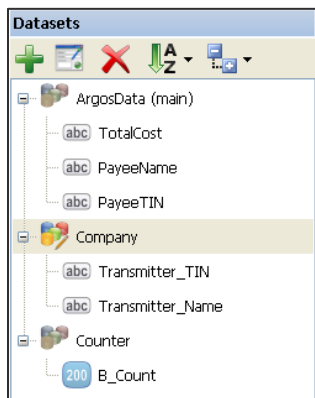 Datasets
A
Z
ArgosData (main)
abc TotalCost
abc PayeeName
abc PayeeTIN
Company
abc Transmitter_TIN
abc Transmitter_Name
Counter
200 B_Count